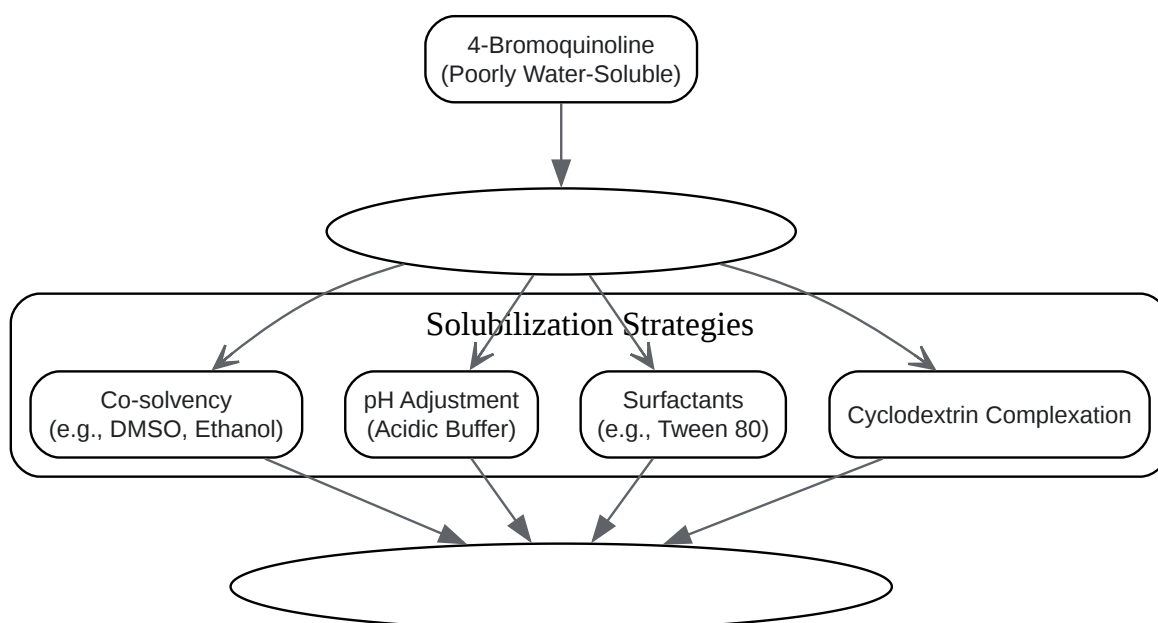 4-Bromoquinoline
(Poorly Water-Soluble)
Solubilization Strategies
Co-solvency
(e.g., DMSO, Ethanol)
pH Adjustment
(Acidic Buffer)
Surfactants
(e.g., Tween 80)
Cyclodextrin Complexation